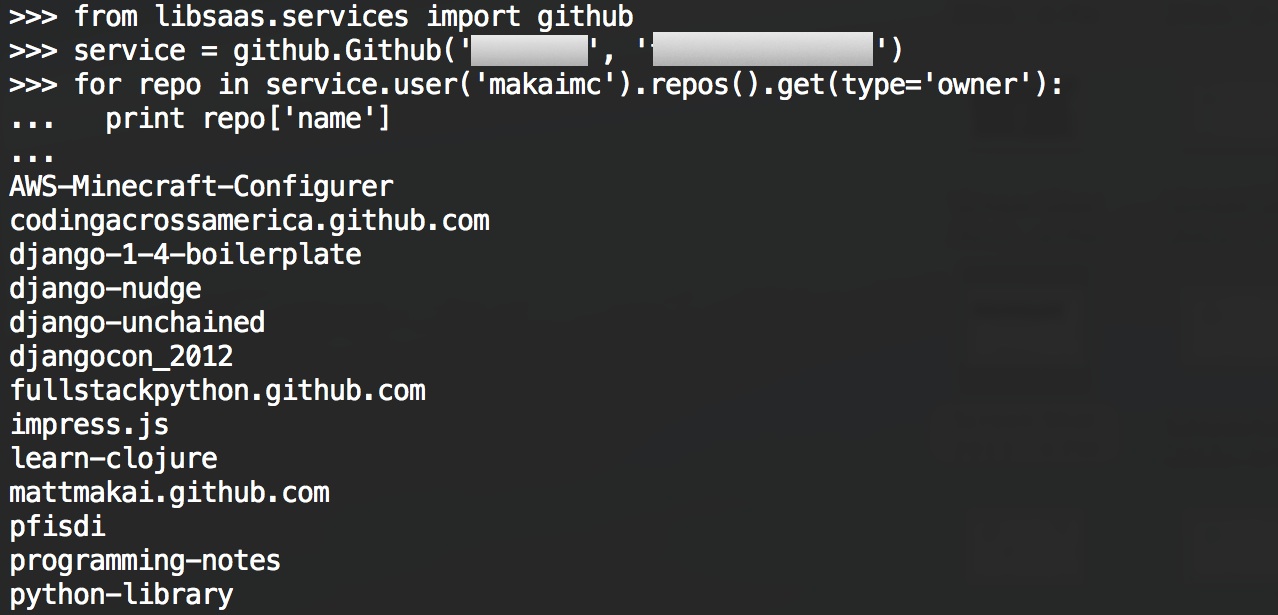 >>> from libsaas.services import github
>>> service = github.Github('', '')
>>> for repo in service.user('makaimc').repos().get(type='owner'):
...   print repo['name']
...
AWS-Minecraft-Configurer
codingacrossamerica.github.com
django-1-4-boilerplate
django-nudge
django-unchained
djangocon_2012
fullstackpython.github.com
impress.js
learn-clojure
mattmakai.github.com
pfisdi
programming-notes
python-library